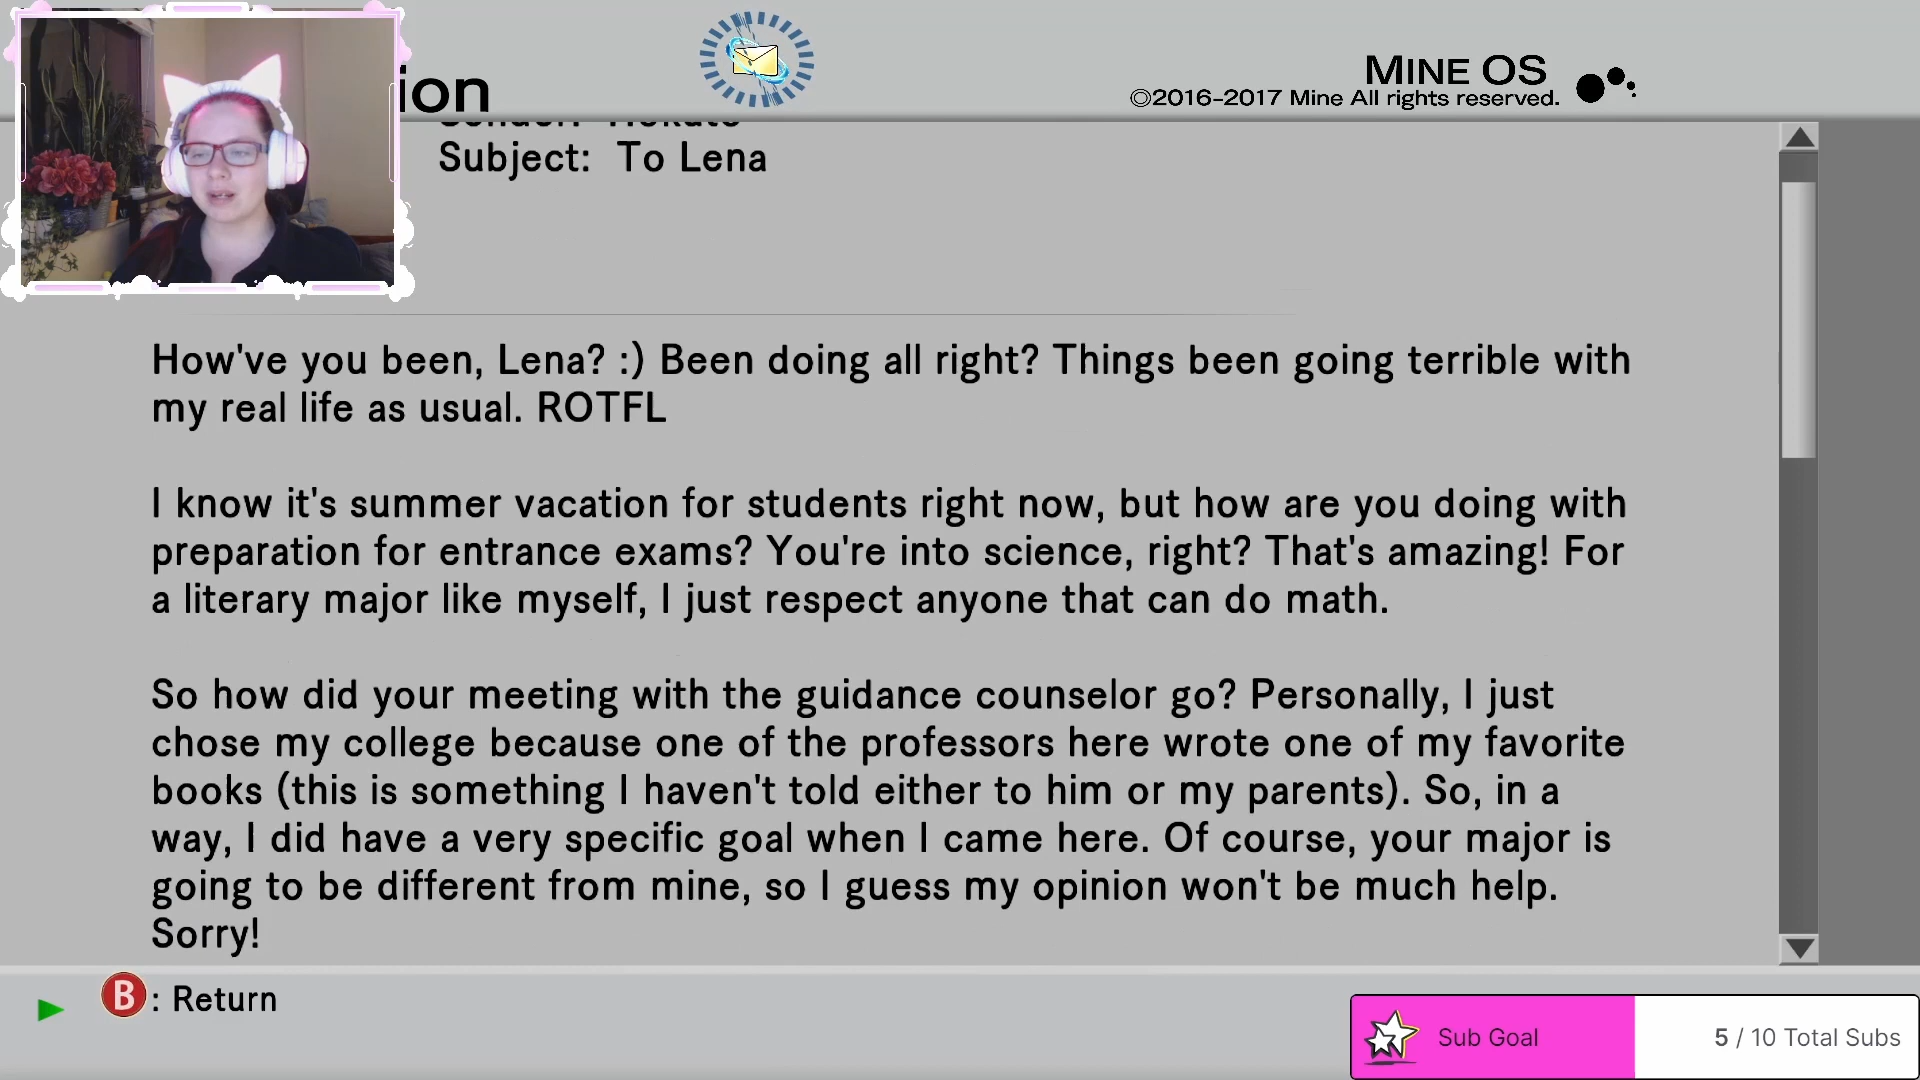 ion
MINE OS
©2016-2017 Mine All rights reserved.
Subject: To Lena
How've you been, Lena? :) Been doing all right? Things been going terrible with
my real life as usual. ROTFL
I know it's summer vacation for students right now, but how are you doing with
preparation for entrance exams? You're into science, right? That's amazing! For
a literary major like myself, I just respect anyone that can do math.
So how did your meeting with the guidance counselor go? Personally, I just
chose my college because one of the professors here wrote one of my favorite
books (this is something I haven't told either to him or my parents). So, in a
way, I did have a very specific goal when I came here. Of course, your major is
going to be different from mine, so I guess my opinion won't be much help.
Sorry!
B : Return
Sub Goal
5 / 10 Total Subs